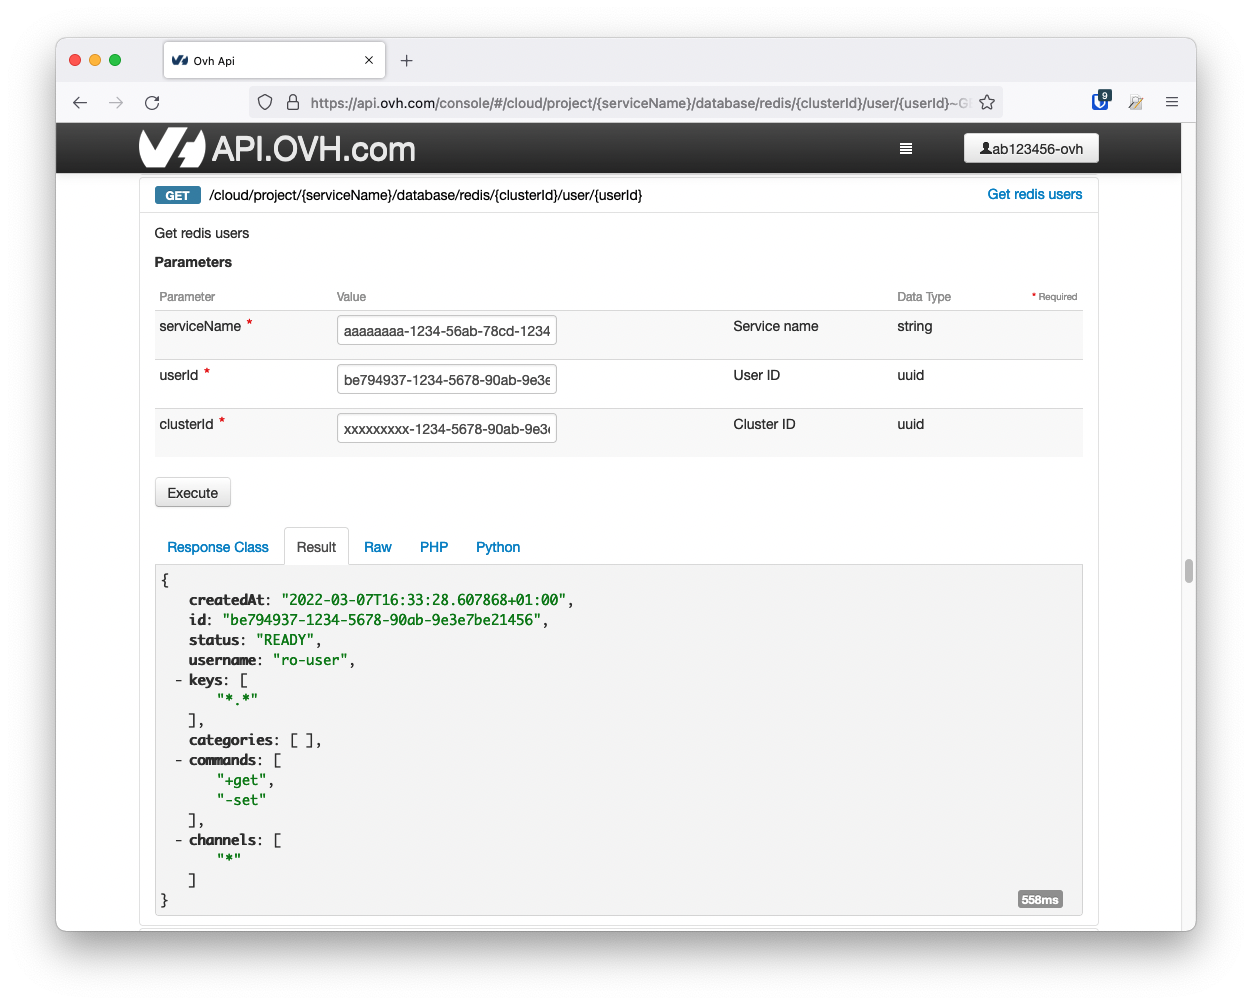 Ovh Api
https://api.ovh.com/console/#/cloud/project/{serviceName}/database/redis/{clusterId}/user/{userId}~G
9
API.OVH.com
ab123456-ovh
GET /cloud/project/{serviceName}/database/redis/{clusterId}/user/{userId} Get redis users
Get redis users
Parameters
Parameter Value Data Type * Required
serviceName * aaaaaaaa-1234-56ab-78cd-1234 Service name string
userId * be794937-1234-5678-90ab-9e3e User ID uuid
clusterId * xxxxxxxxx-1234-5678-90ab-9e3e Cluster ID uuid
Execute
Response Class Result Raw PHP Python
{
createdAt: "2022-03-07T16:33:28.607868+01:00",
id: "be794937-1234-5678-90ab-9e3e7be21456",
status: "READY",
username: "ro-user",
- keys: [
"*.*"
],
categories: [ ],
- commands: [
"+get",
"-set"
],
- channels: [
"*"
]
}
558ms